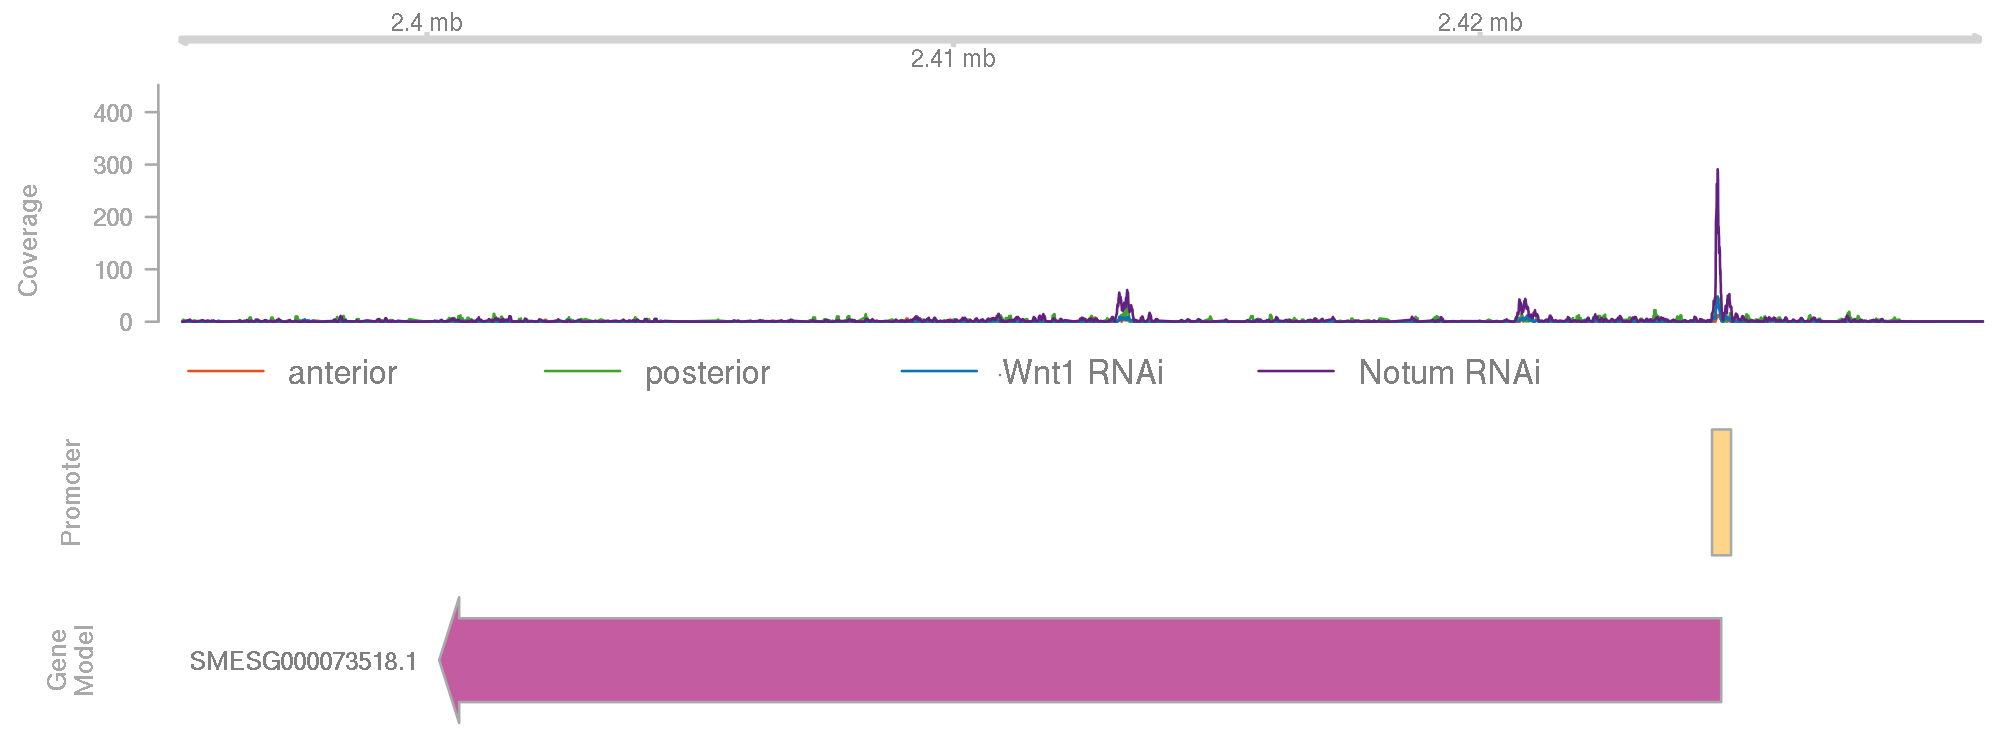 2.4 mb
2.42 mb
2.41 mb
Coverage
400
300
200
100
0
anterior
posterior
Wnt1 RNAi
Notum RNAi
Promoter
Gene
Model
SMESG000073518.1